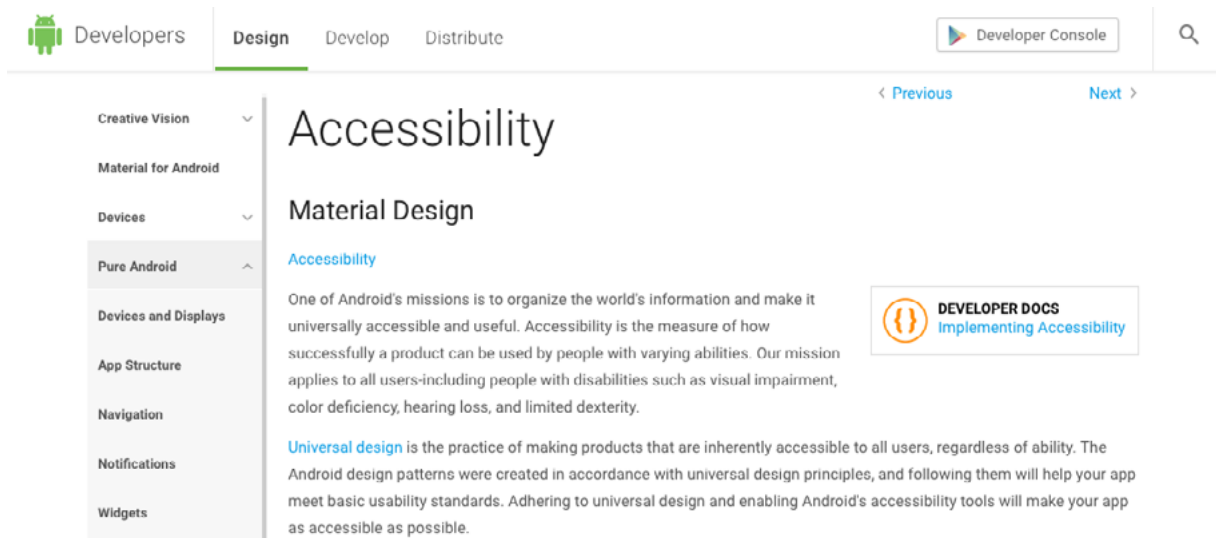 Developers
Design
Develop
Distribute
Developer Console
Previous
Next
Creative Vision
Material for Android
Devices
Pure Android
Devices and Displays
App Structure
Navigation
Notifications
Widgets
Accessibility
Material Design
Accessibility
One of Android's missions is to organize the world's information and make it
universally accessible and useful. Accessibility is the measure of how
successfully a product can be used by people with varying abilities. Our mission
applies to all users-including people with disabilities such as visual impairment,
color deficiency, hearing loss, and limited dexterity.
DEVELOPER DOCS
Implementing Accessibility
Universal design is the practice of making products that are inherently accessible to all users, regardless of ability. The
Android design patterns were created in accordance with universal design principles, and following them will help your app
meet basic usability standards. Adhering to universal design and enabling Android's accessibility tools will make your app
as accessible as possible.